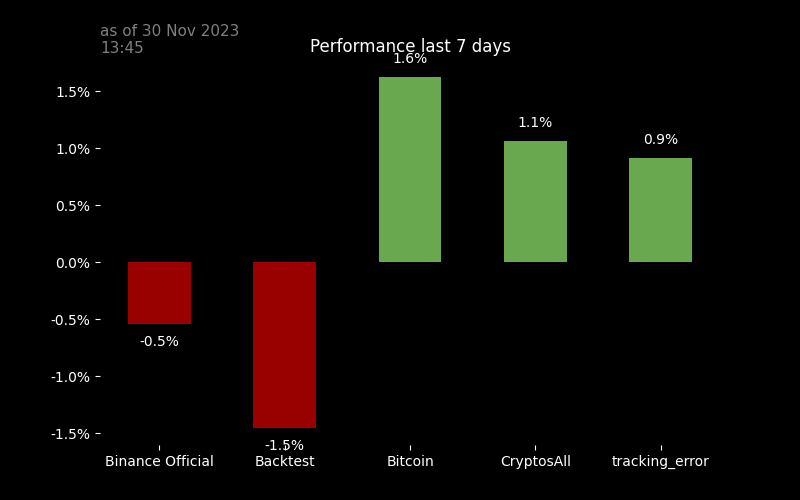 as of 30 Nov 2023
13:45
Performance last 7 days
1.6%
1.5%
1.1%
1.0%
0.9%
0.5%
0.0%
-0.5%
-0.5%
-1.0%
-1.5%
-1.5%
Binance Official
Backtest
Bitcoin
CryptosAll
tracking_error